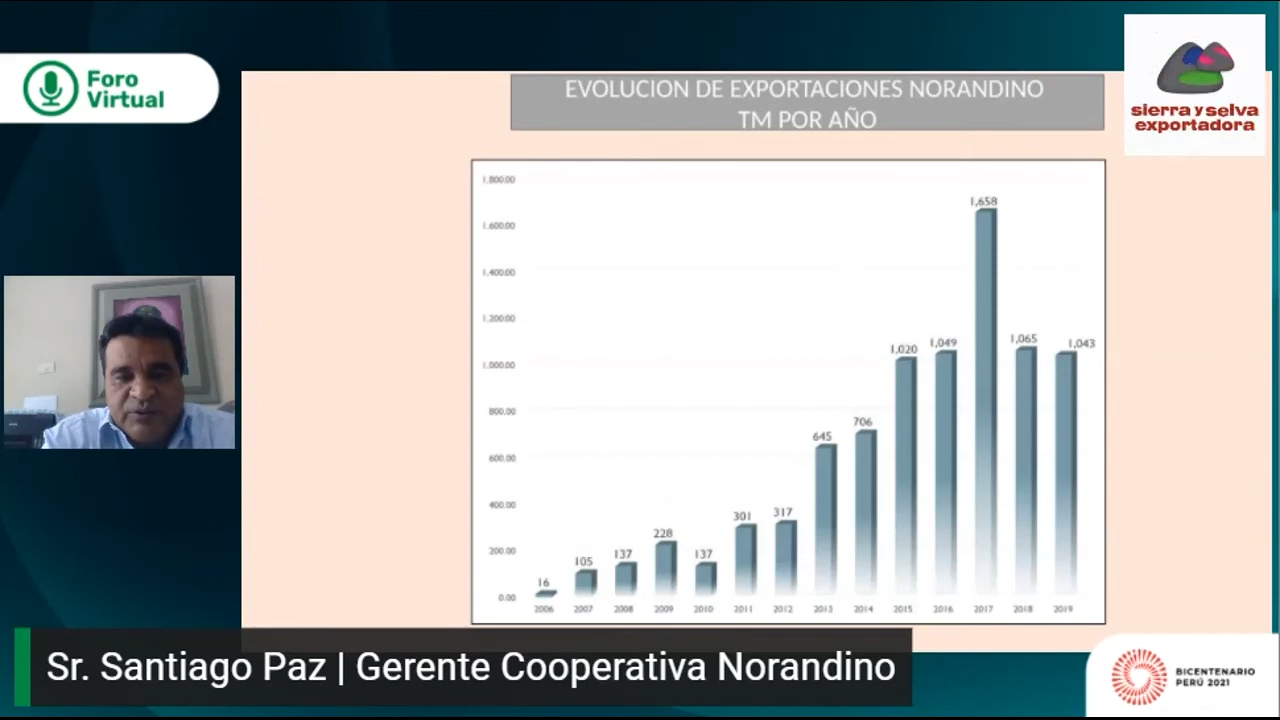 Foro
Virtual
EVOLUCION DE EXPORTACIONES NORANDINO
TM POR AÑO
sierra y selva
exportadora
1,800.00
1,600.00
1,400.00
1,200.00
1,000.00
800.00
600.00
400.00
200.00
0.00
16
105
137
228
137
301
317
645
706
1,020
1,049
1,658
1,065
1,043
2006 2007 2008 2009 2010 2011 2012 2013 2014 2015 2016 2017 2018 2019
Sr. Santiago Paz | Gerente Cooperativa Norandino
BICENTENARIO
PERÚ 2021